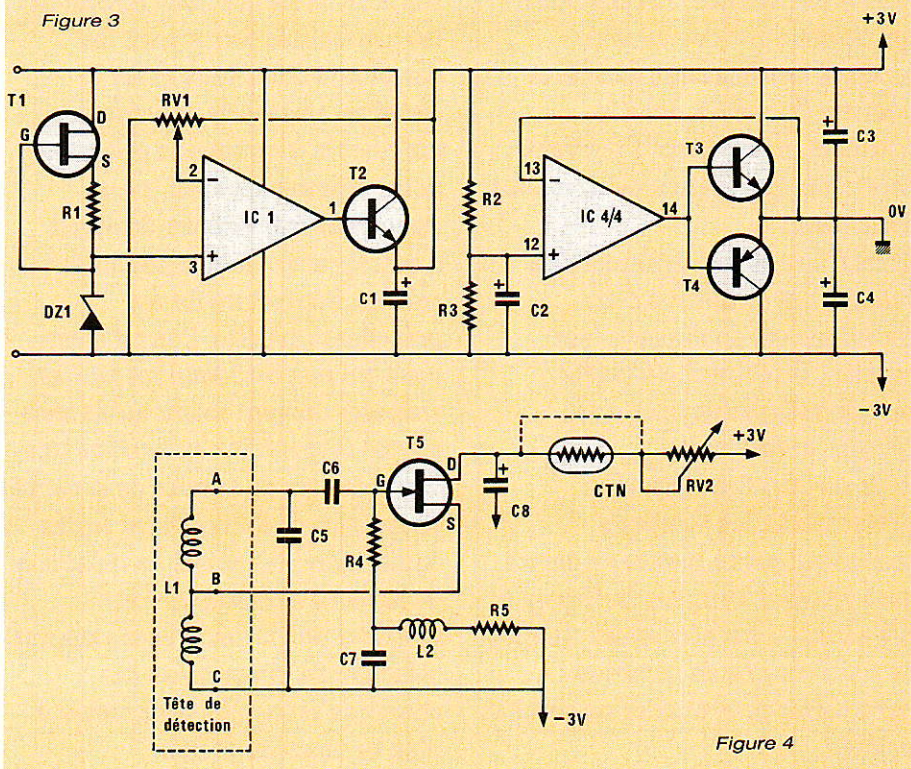 Figure 3
+3V
T1
D
G
S
R1
DZ1
RV1
2
−
IC 1
+
3
1
T2
+
C1
R2
R3
13
−
IC 4/4
12
+
14
+
C2
T3
T4
+
C3
0V
+
C4
−3V
A
L1
B
C
Tête de
détection
C5
C6
T5
G
D
S
R4
C7
L2
R5
−3V
+
C8
CTN
RV2
+3V
Figure 4